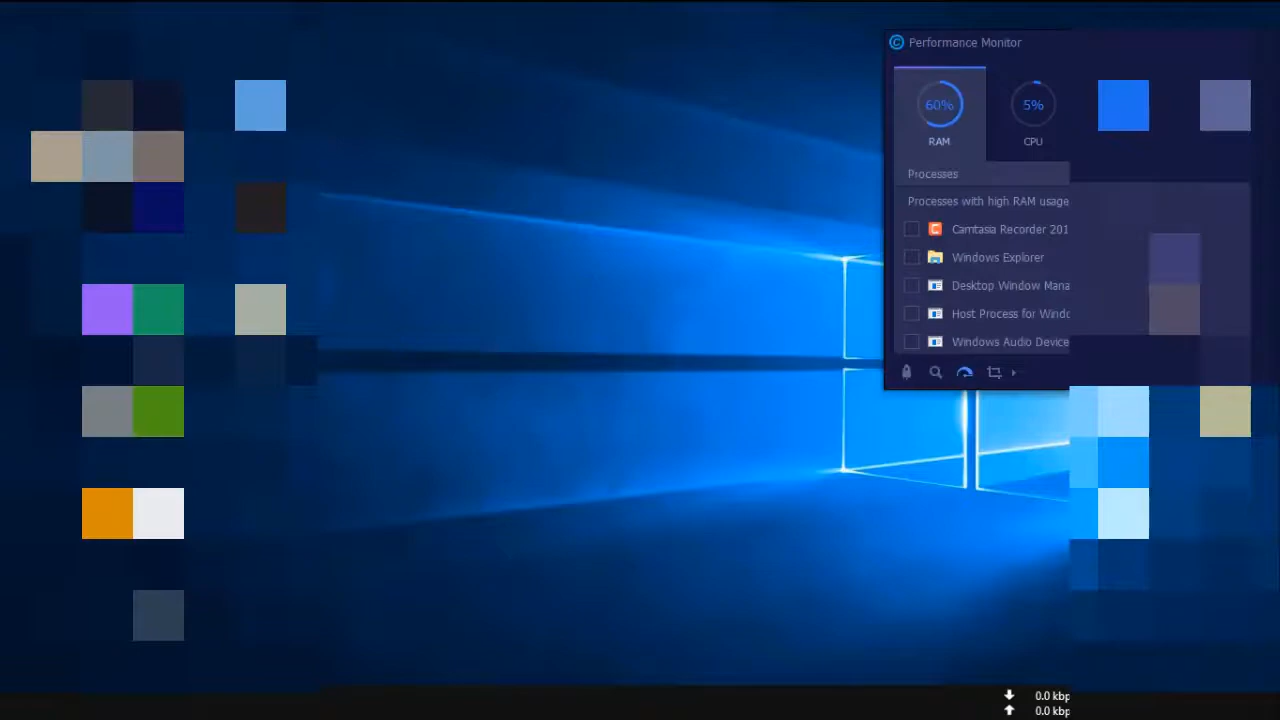 Performance Monitor
60%
5%
RAM
CPU
Processes
Processes with high RAM usage
Camtasia Recorder 201
Windows Explorer
Desktop Window Mana
Host Process for Windo
Windows Audio Device
0.0 kbp
0.0 kbp